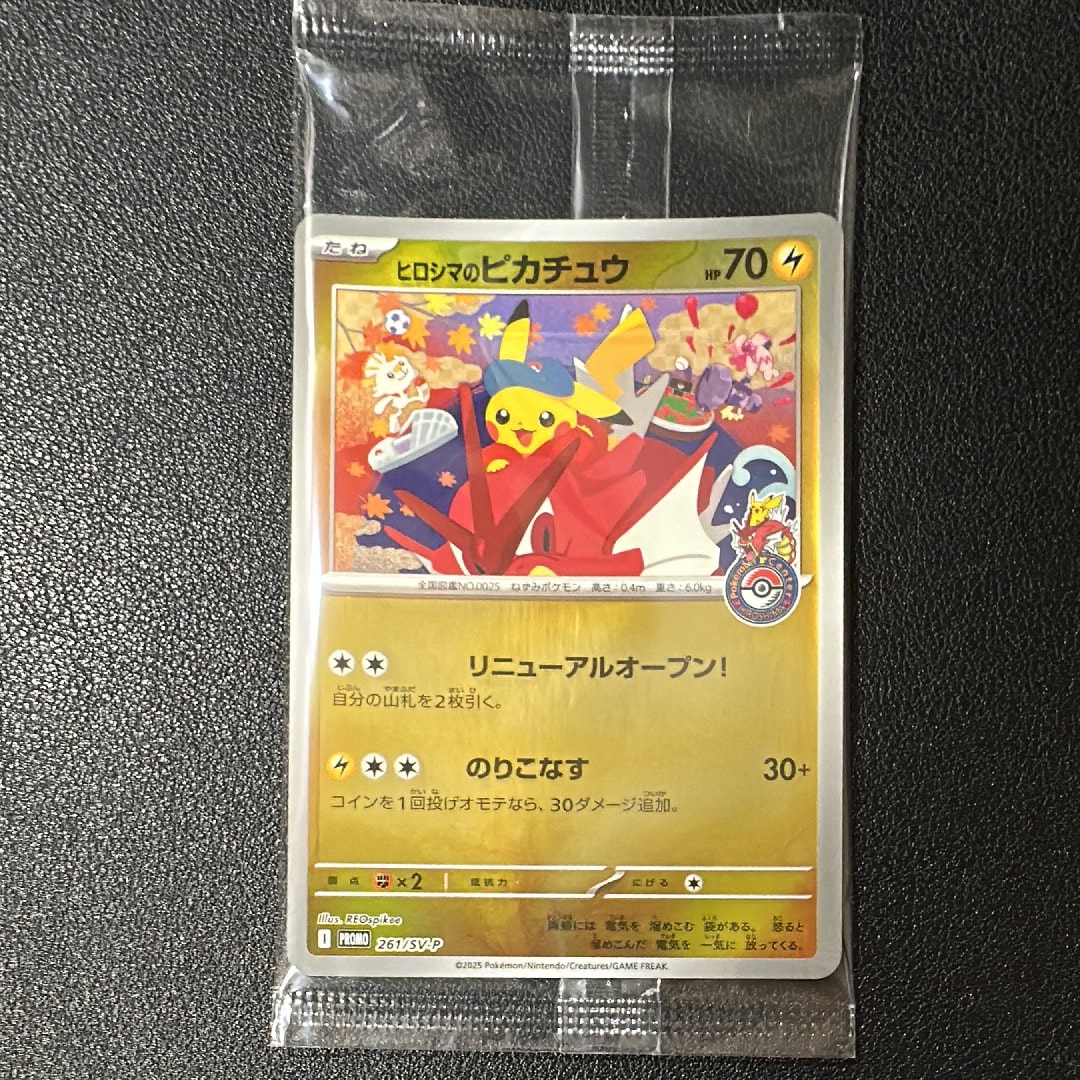 たね
ヒロシマのピカチュウ HP 70
Pokémon Center
全国図鑑NO.0025 ねずみポケモン 高さ:0.4m 重さ:6.0kg
リニューアルオープン!
自分の山札を2枚引く。
のりこなす 30+
コインを1回投げオモテなら、30ダメージ追加。
弱点 ×2 抵抗力 にげる
Illus. REOspikee
両頬には 電気を 溜めこむ 袋がある。 怒ると
溜めこんだ 電気を 一気に 放ってくる。
I PROMO 261/SV-P
©2025 Pokémon/Nintendo/Creatures/GAME FREAK.